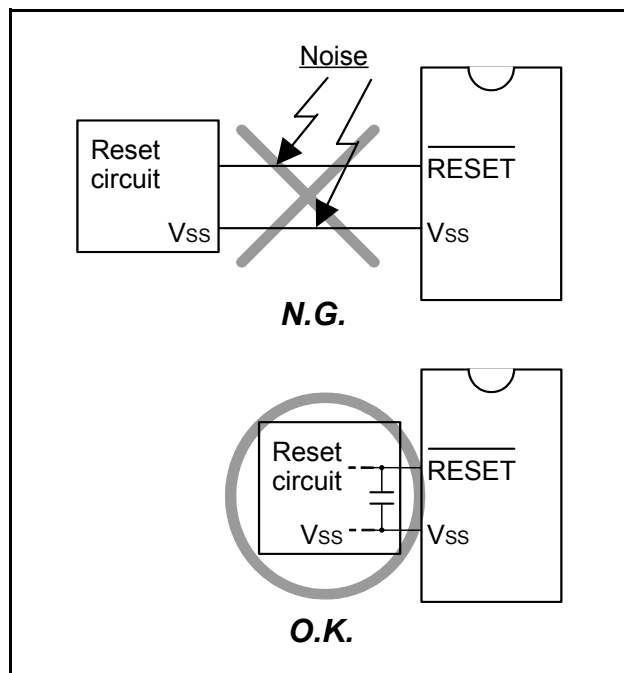 Noise
Reset
circuit
RESET
Vss
Vss
N.G.
Reset
circuit
RESET
Vss
Vss
O.K.